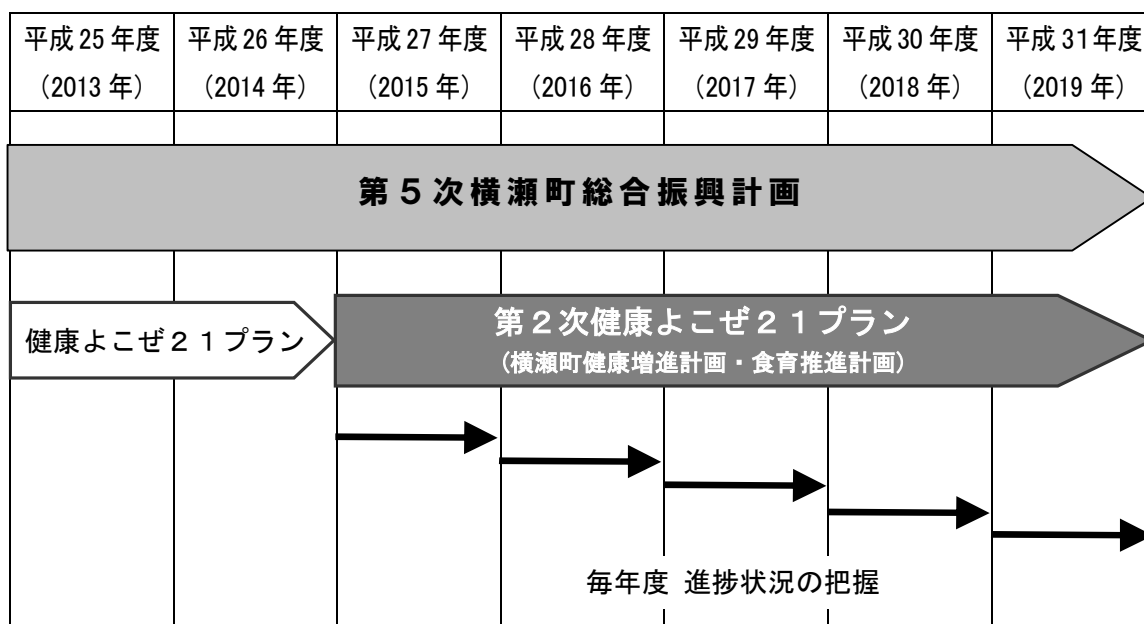 平成25年度 平成26年度 平成27年度 平成28年度 平成29年度 平成30年度 平成31年度
（2013年） （2014年） （2015年） （2016年） （2017年） （2018年） （2019年）
第５次横瀬町総合振興計画
健康よこぜ２１プラン
第２次健康よこぜ２１プラン
（横瀬町健康増進計画・食育推進計画）
毎年度 進捗状況の把握